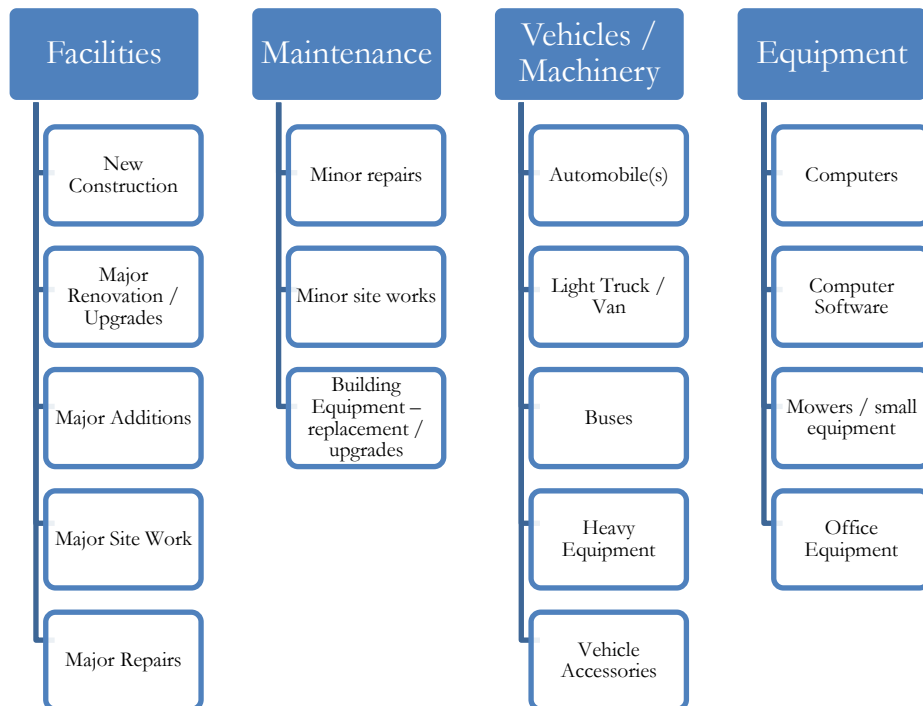 Facilities
New
Construction
Major
Renovation /
Upgrades
Major Additions
Major Site Work
Major Repairs
Maintenance
Minor repairs
Minor site works
Building
Equipment –
replacement /
upgrades
Vehicles /
Machinery
Automobile(s)
Light Truck /
Van
Buses
Heavy
Equipment
Vehicle
Accessories
Equipment
Computers
Computer
Software
Mowers / small
equipment
Office
Equipment